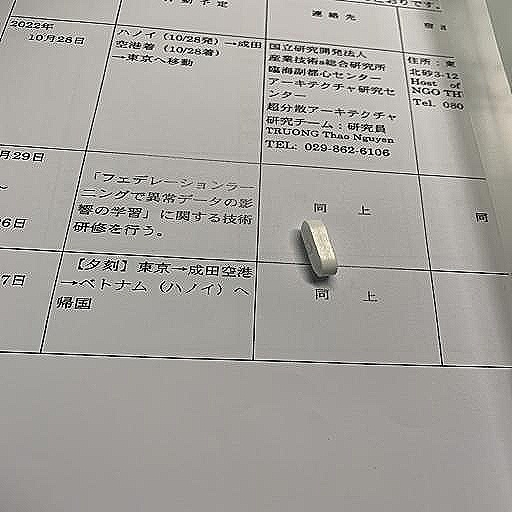 のとおりです。
動予定
連絡先
2022年
10月28日
ハノイ（10/28発）→成田
空港着（10/28着）
→東京へ移動
国立研究開発法人
産業技術s総合研究所
臨海副都心センター
アーキテクチャ研究セ
ンター
超分散アーキテクチャ
研究チーム：研究員
TRUONG Thao Nguyen
TEL: 029-862-6106
住所：東
北砂3-12
Host of
NGO TH
Tel. 080
月29日
～
6日
「フェデレーションラー
ニングで異常データの影
響の学習」に関する技術
研修を行う。
同 上
同
7日
【夕刻】東京→成田空港
→ベトナム（ハノイ）へ
帰国
同 上